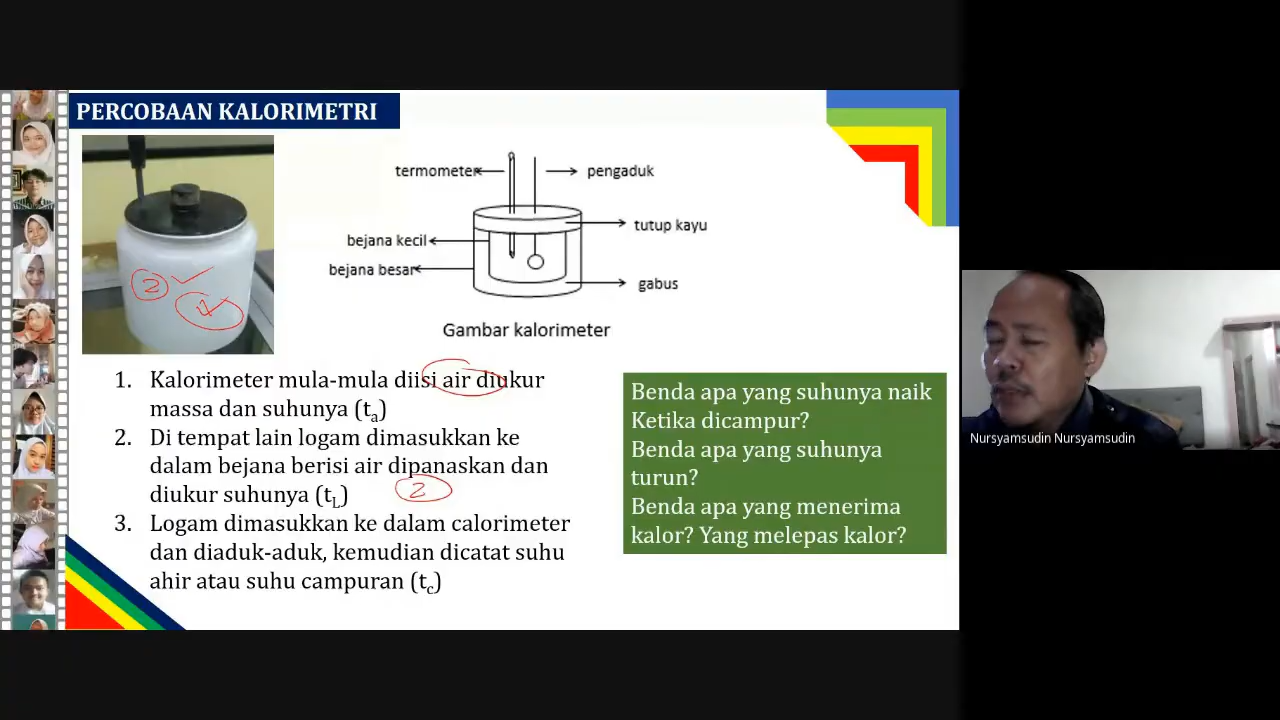 PERCOBAAN KALORIMETRI
termometer
pengaduk
tutup kayu
bejana kecil
bejana besar
gabus
Gambar kalorimeter
2
1. Kalorimeter mula-mula diisi air diukur
massa dan suhunya (ta)
2. Di tempat lain logam dimasukkan ke
dalam bejana berisi air dipanaskan dan
diukur suhunya (tL)
2
3. Logam dimasukkan ke dalam calorimeter
dan diaduk-aduk, kemudian dicatat suhu
ahir atau suhu campuran (tc)
Benda apa yang suhunya naik
Ketika dicampur?
Benda apa yang suhunya
turun?
Benda apa yang menerima
kalor? Yang melepas kalor?
Nursyamsudin Nursyamsudin